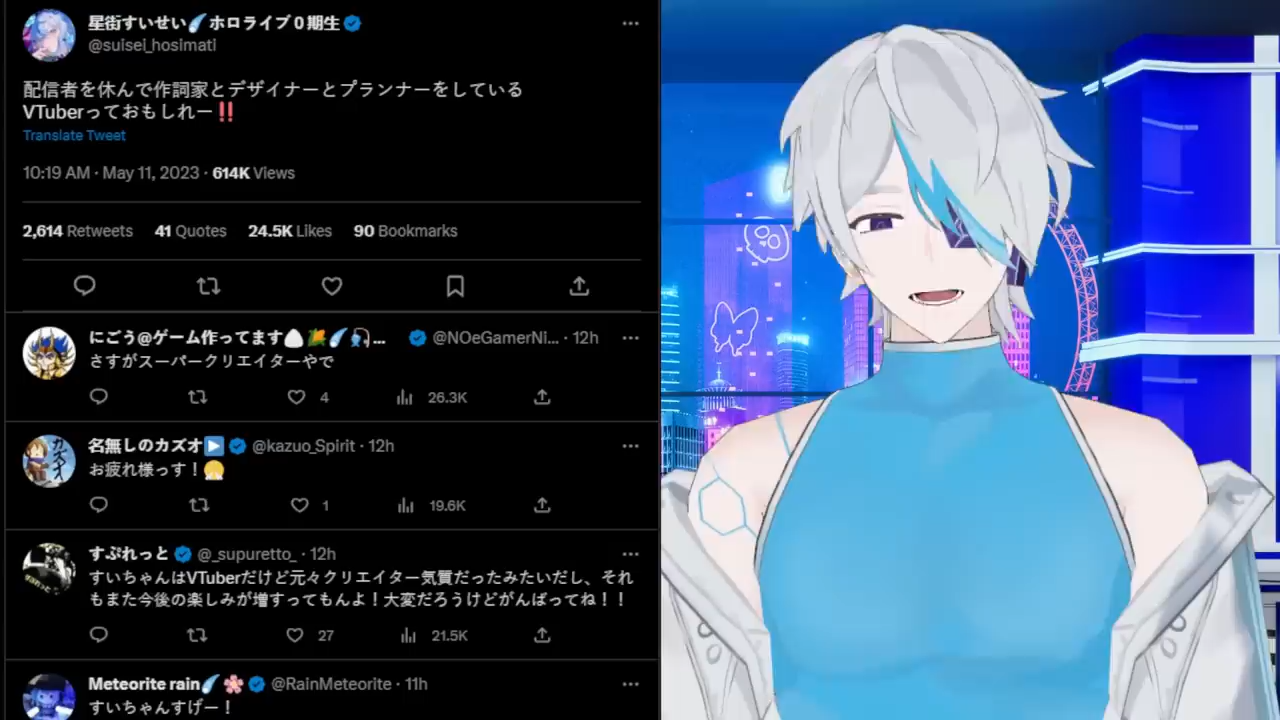 星街すいせい☄️ホロライブ0期生
@suisei_hosimati
配信者を休んで作詞家とデザイナーとプランナーをしている
VTuberっておもしれー‼️
Translate Tweet
10:19 AM · May 11, 2023 · 614K Views
2,614 Retweets 41 Quotes 24.5K Likes 90 Bookmarks
にごう@ゲーム作ってます🍙🌽☄️... @NOeGamerNi... · 12h
さすがスーパークリエイターやで
4 26.3K
名無しのカズオ▶️ @kazuo_Spirit · 12h
お疲れ様っす！
1 19.6K
すぷれっと @_supuretto_ · 12h
すいちゃんはVTuberだけど元々クリエイター気質だったみたいだし、それ
もまた今後の楽しみが増すってもんよ！大変だろうけどがんばってね！！
27 21.5K
Meteorite rain☄️🌸 @RainMeteorite · 11h
すいちゃんすげー！